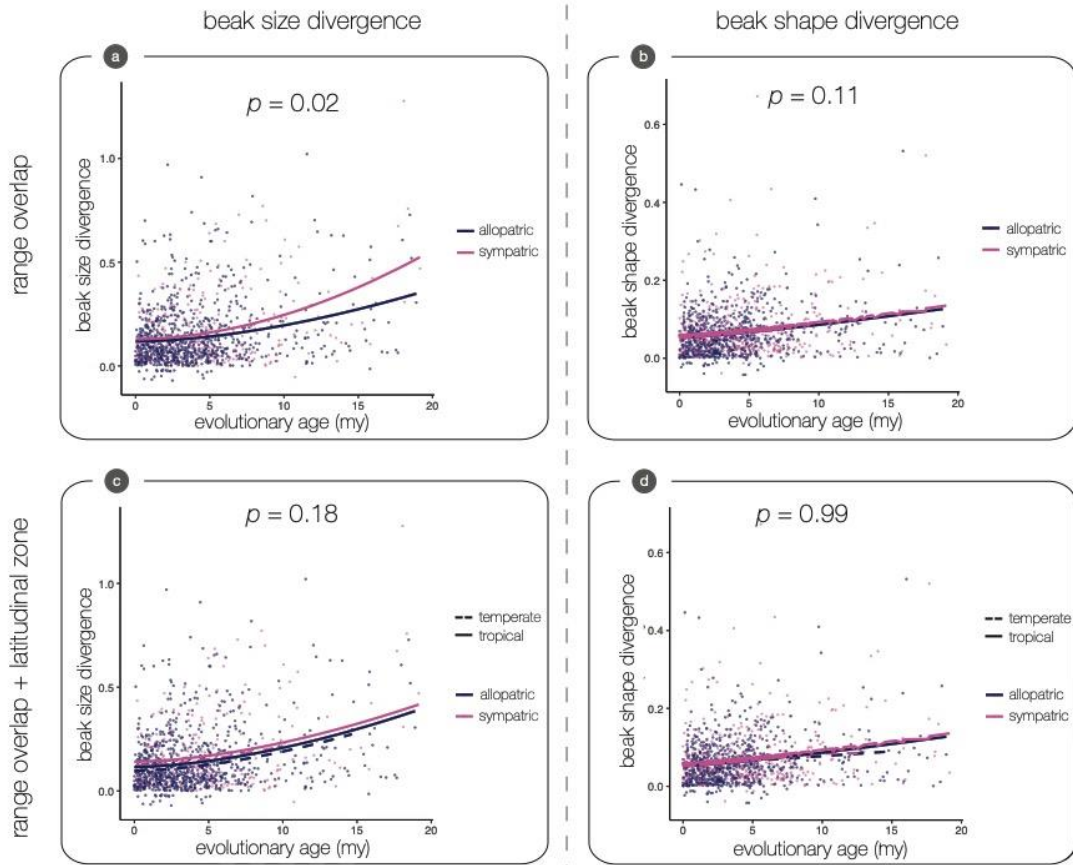 beak size divergence
beak shape divergence
range overlap
a
p = 0.02
beak size divergence
1.0
0.5
0.0
0
5
10
15
20
evolutionary age (my)
allopatric
sympatric
b
p = 0.11
beak shape divergence
0.6
0.4
0.2
0.0
0
5
10
15
20
evolutionary age (my)
allopatric
sympatric
range overlap + latitudinal zone
c
p = 0.18
beak size divergence
1.0
0.5
0.0
0
5
10
15
20
evolutionary age (my)
temperate
tropical
allopatric
sympatric
d
p = 0.99
beak shape divergence
0.6
0.4
0.2
0.0
0
5
10
15
20
evolutionary age (my)
temperate
tropical
allopatric
sympatric